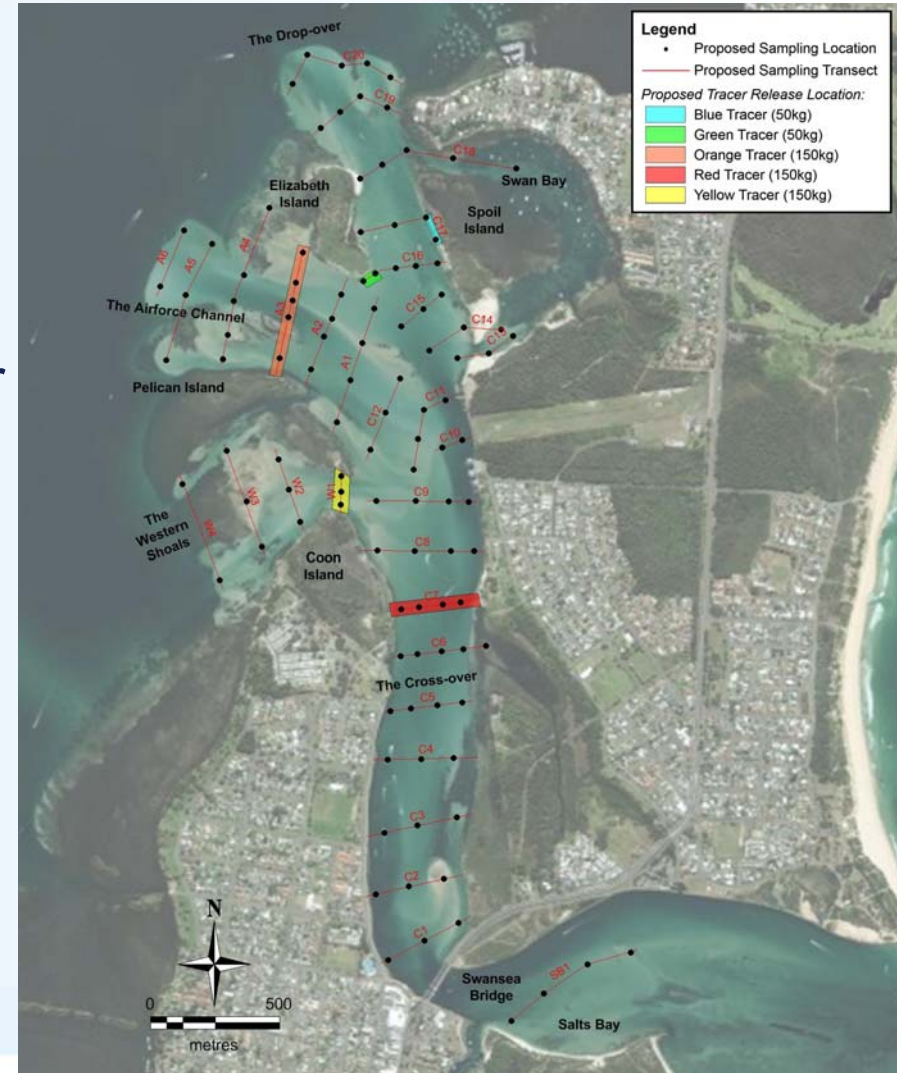 The Drop-over
C20
C19
C18
Swan Bay
Elizabeth
Island
Spoil
Island
C17
C16
A6
A5
A4
A3
A2
A1
The Airforce Channel
C15
C14
C13
Pelican Island
C12
C11
C10
W1
W2
W3
W4
C9
The
Western
Shoals
Coon
Island
C8
C7
C6
The Cross-over
C5
C4
C3
C2
C1
N
0 500
metres
Swansea
Bridge
SB1
Salts Bay
Legend
Proposed Sampling Location
Proposed Sampling Transect
Proposed Tracer Release Location:
Blue Tracer (50kg)
Green Tracer (50kg)
Orange Tracer (150kg)
Red Tracer (150kg)
Yellow Tracer (150kg)